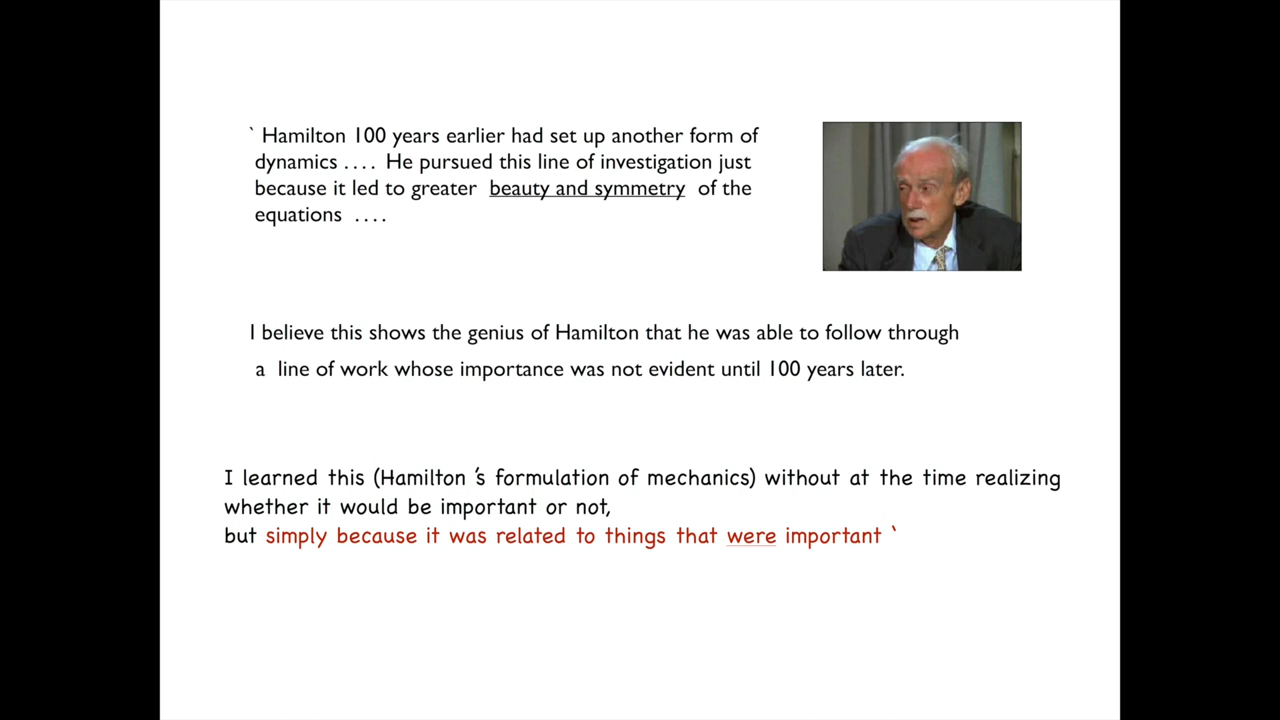 ` Hamilton 100 years earlier had set up another form of
dynamics . . . .  He pursued this line of investigation just
because it led to greater beauty and symmetry of the
equations . . . .
I believe this shows the genius of Hamilton that he was able to follow through
a line of work whose importance was not evident until 100 years later.
I learned this (Hamilton 's formulation of mechanics) without at the time realizing
whether it would be important or not,
but simply because it was related to things that were important `